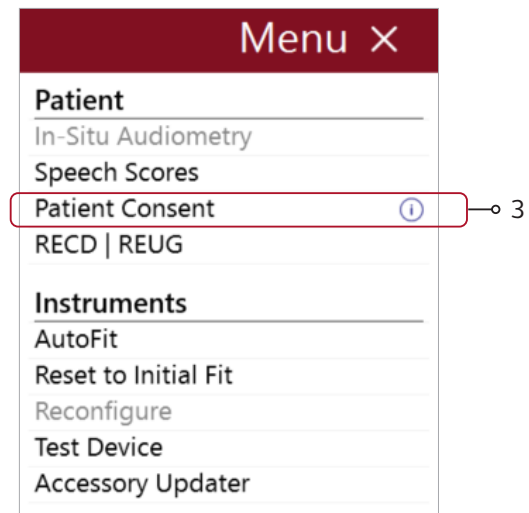 Menu ×
Patient
In-Situ Audiometry
Speech Scores
Patient Consent i 3
RECD | REUG
Instruments
AutoFit
Reset to Initial Fit
Reconfigure
Test Device
Accessory Updater